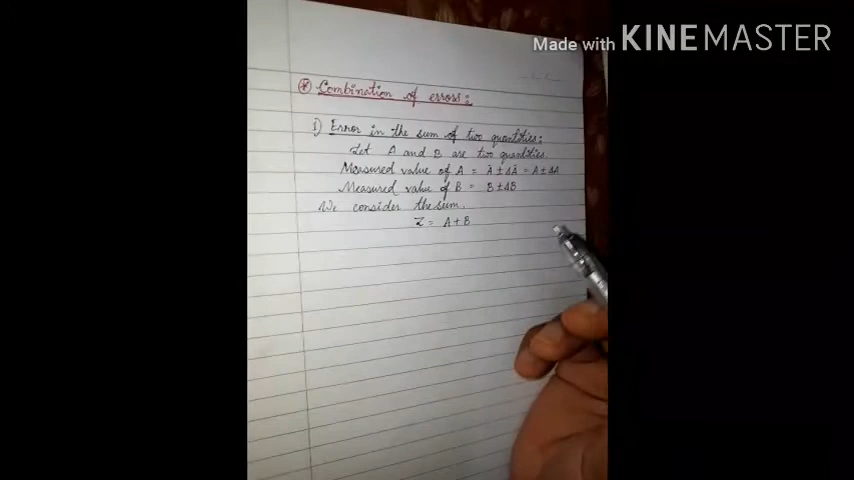 Made with KINEMASTER
* Combination of errors:
1) Error in the sum of two quantities:
Let A and B are two quantities.
Measured value of A = A ± ΔA = A ± ΔA
Measured value of B = B ± ΔB
We consider the sum.
Z = A + B